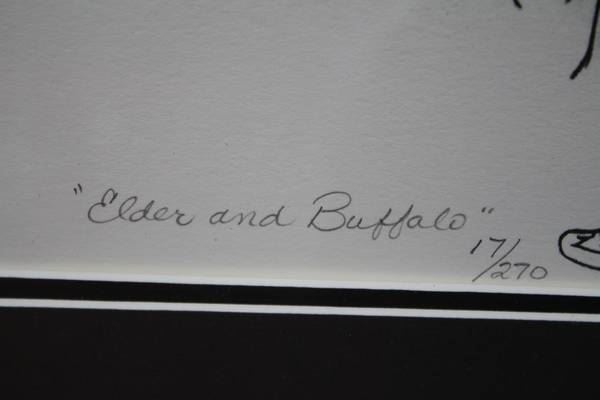 "Elder and Buffalo"
17/270